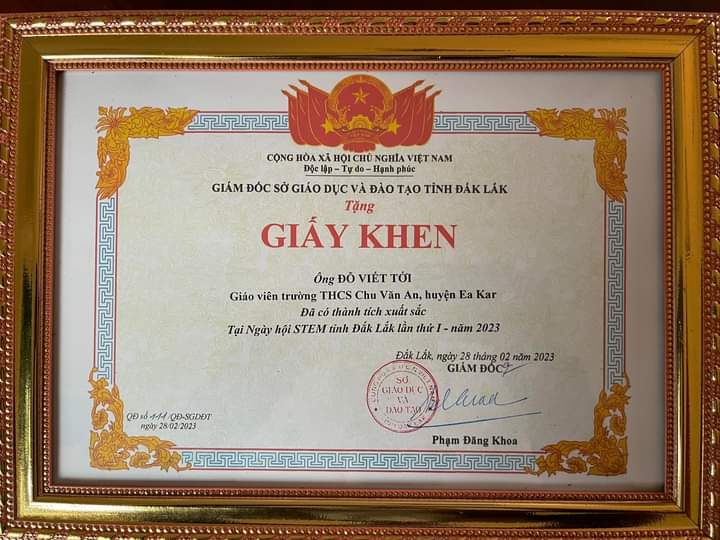 CỘNG HÒA XÃ HỘI CHỦ NGHĨA VIỆT NAM
Độc lập – Tự do – Hạnh phúc
GIÁM ĐỐC SỞ GIÁO DỤC VÀ ĐÀO TẠO TỈNH ĐẮK LẮK
Tặng
GIẤY KHEN
Ông ĐỖ VIẾT TỚI
Giáo viên trường THCS Chu Văn An, huyện Ea Kar
Đã có thành tích xuất sắc
Tại Ngày hội STEM tỉnh Đắk Lắk lần thứ I - năm 2023
Đắk Lắk, ngày 28 tháng 02 năm 2023
GIÁM ĐỐC
SỞ
GIÁO DỤC
VÀ
ĐÀO TẠO
QĐ số 111 /QĐ-SGDĐT
ngày 28/02/2023
Phạm Đăng Khoa